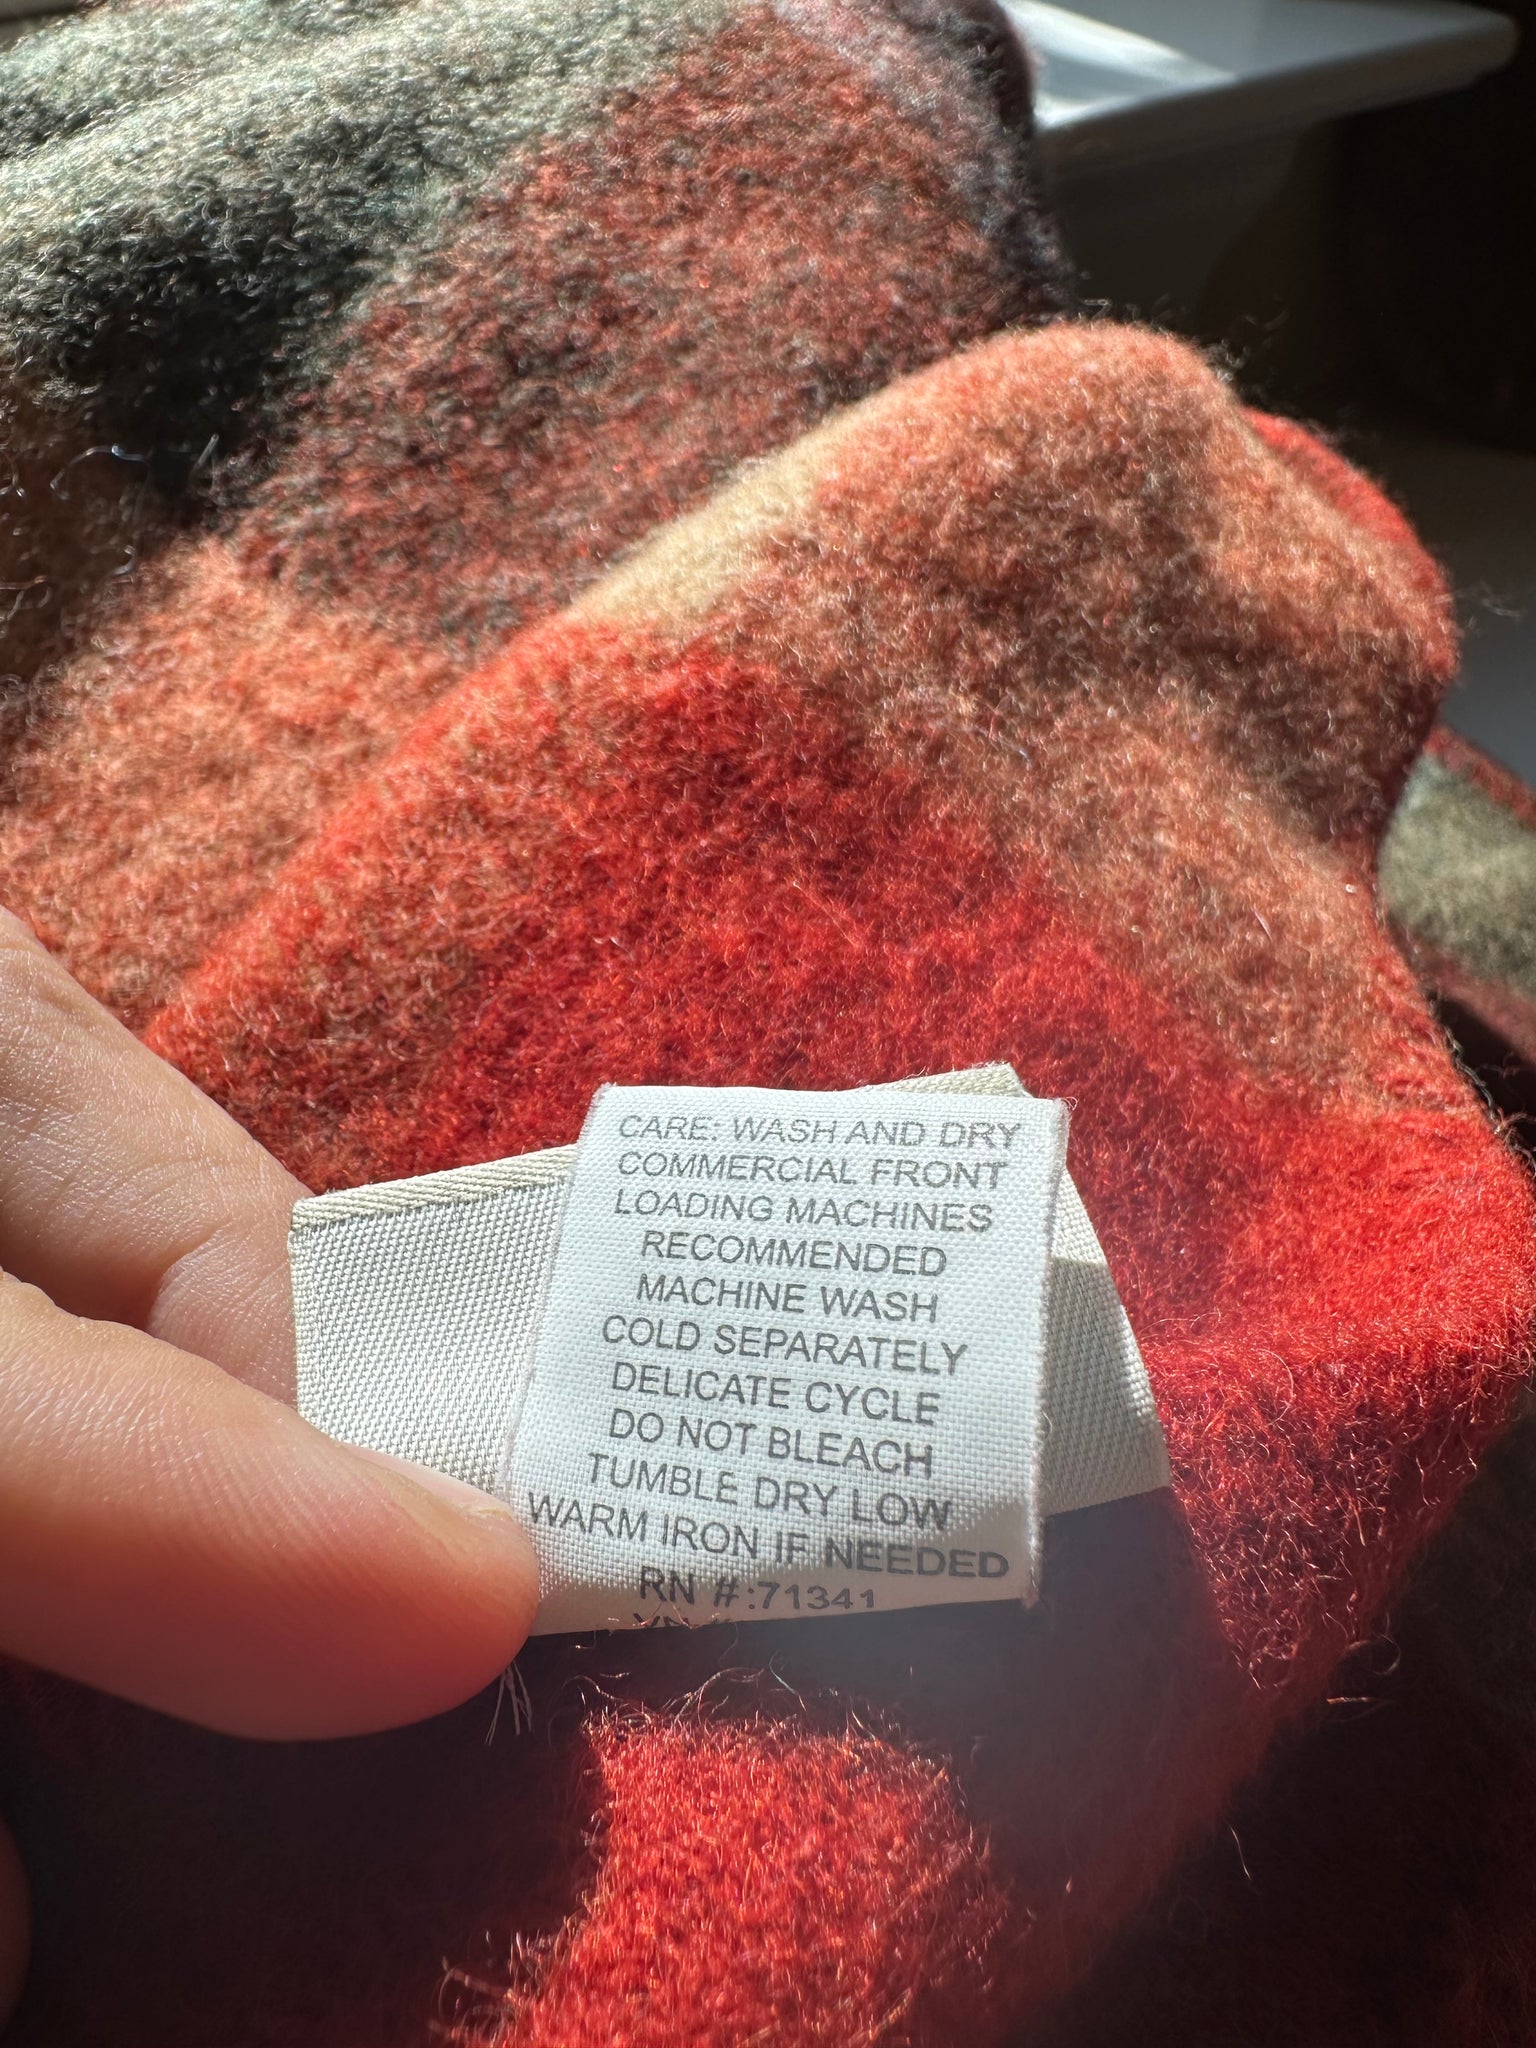 CARE: WASH AND DRY
COMMERCIAL FRONT
LOADING MACHINES
RECOMMENDED
MACHINE WASH
COLD SEPARATELY
DELICATE CYCLE
DO NOT BLEACH
TUMBLE DRY LOW
WARM IRON IF NEEDED
RN #:71341